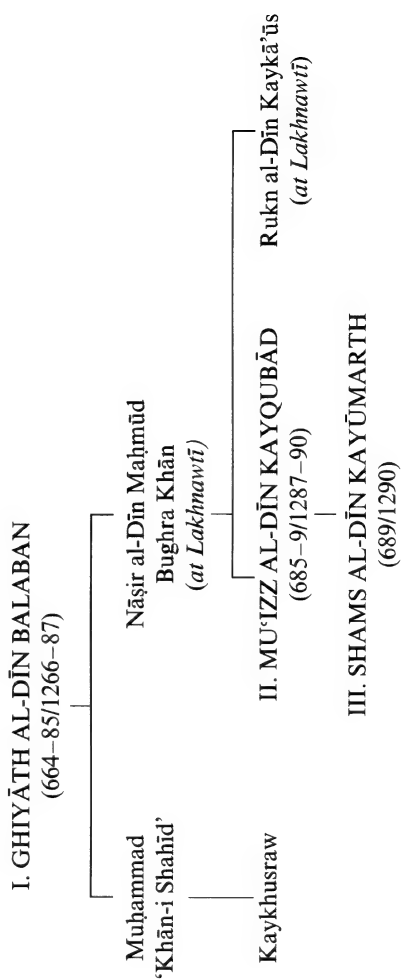 I. GHIYĀTH AL-DĪN BALABAN
(664–85/1266–87)
Muḥammad
‘Khān-i Shahīd’
Nāṣir al-Dīn Maḥmūd
Bughra Khān
(at Lakhnawtī)
Kaykhusraw
II. MU‘IZZ AL-DĪN KAYQUBĀD
(685–9/1287–90)
Rukn al-Dīn Kaykā’ūs
(at Lakhnawtī)
III. SHAMS AL-DĪN KAYŪMARTH
(689/1290)